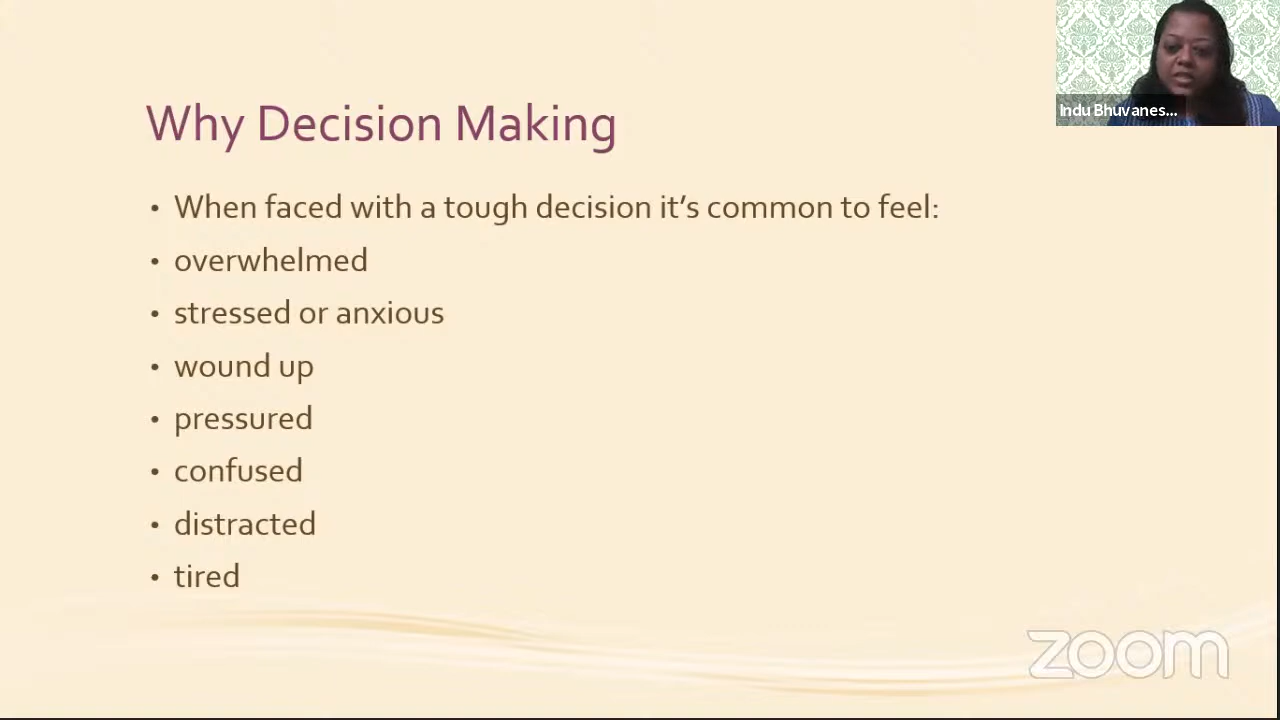 Indu Bhuvanes...
Why Decision Making
• When faced with a tough decision it's common to feel:
• overwhelmed
• stressed or anxious
• wound up
• pressured
• confused
• distracted
• tired
zoom